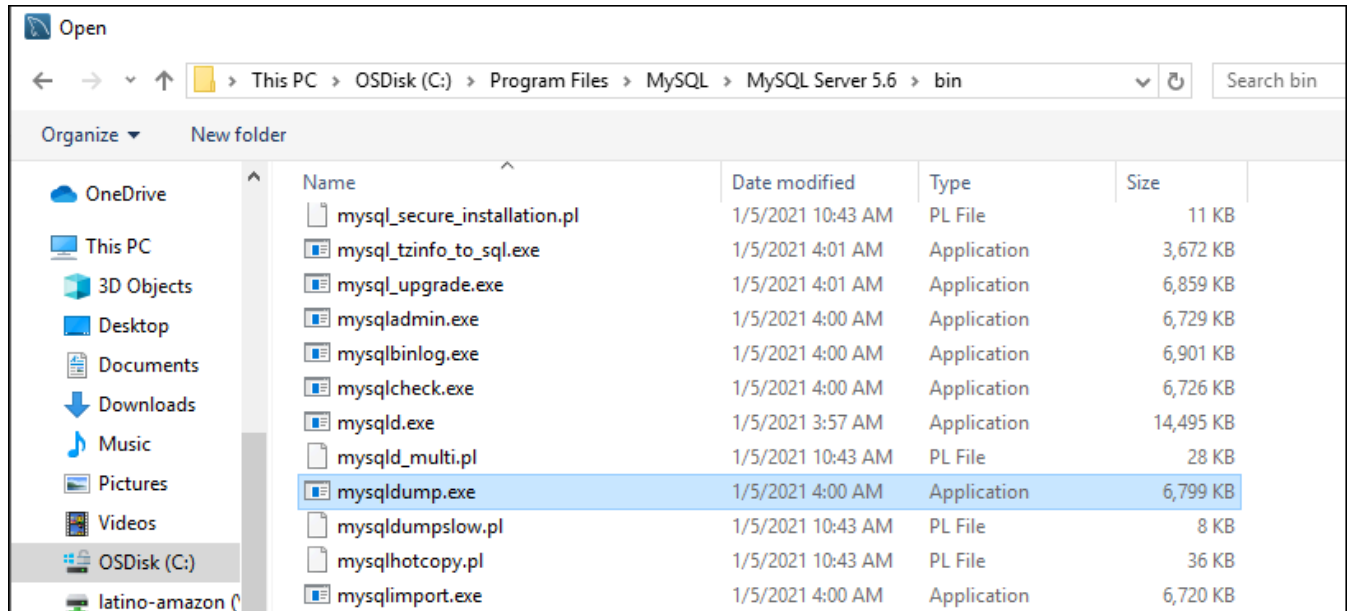 Open
This PC > OSDisk (C:) > Program Files > MySQL > MySQL Server 5.6 > bin
Search bin
Organize
New folder
OneDrive
This PC
3D Objects
Desktop
Documents
Downloads
Music
Pictures
Videos
OSDisk (C:)
latino-amazon ('
Name Date modified Type Size
mysql_secure_installation.pl 1/5/2021 10:43 AM PL File 11 KB
mysql_tzinfo_to_sql.exe 1/5/2021 4:01 AM Application 3,672 KB
mysql_upgrade.exe 1/5/2021 4:01 AM Application 6,859 KB
mysqladmin.exe 1/5/2021 4:00 AM Application 6,729 KB
mysqlbinlog.exe 1/5/2021 4:00 AM Application 6,901 KB
mysqlcheck.exe 1/5/2021 4:00 AM Application 6,726 KB
mysqld.exe 1/5/2021 3:57 AM Application 14,495 KB
mysqld_multi.pl 1/5/2021 10:43 AM PL File 28 KB
mysqldump.exe 1/5/2021 4:00 AM Application 6,799 KB
mysqldumpslow.pl 1/5/2021 10:43 AM PL File 8 KB
mysqlhotcopy.pl 1/5/2021 10:43 AM PL File 36 KB
mysqlimport.exe 1/5/2021 4:00 AM Application 6,720 KB